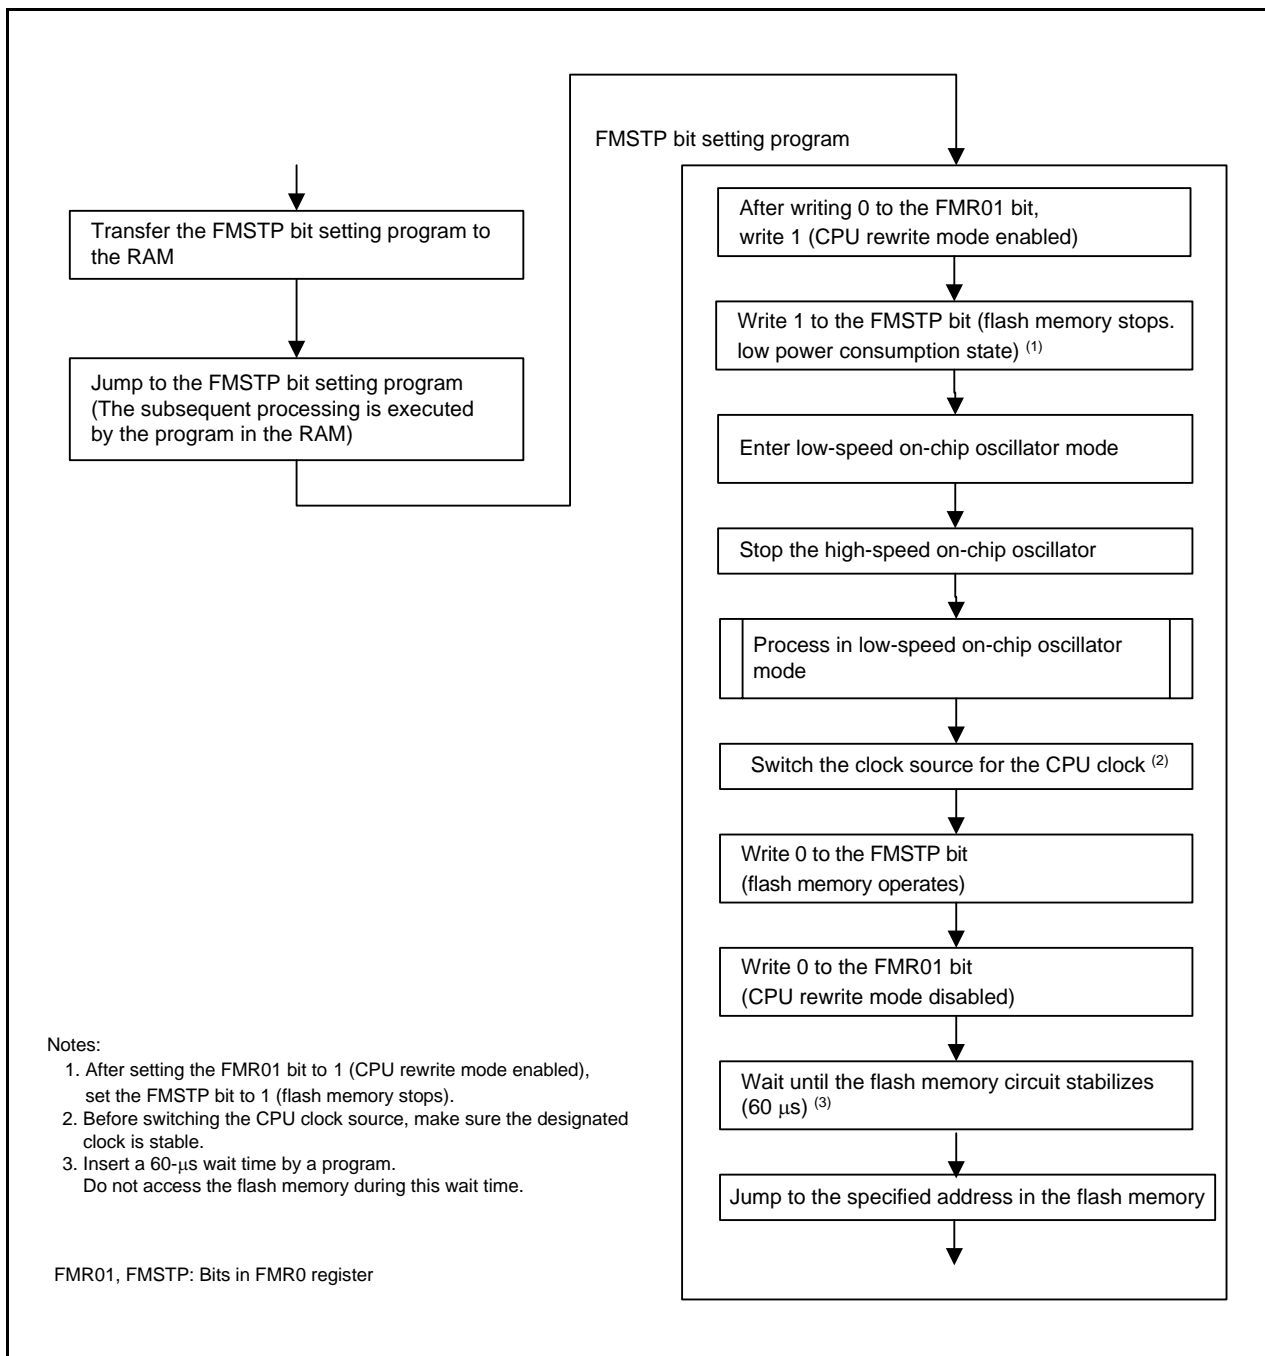 Transfer the FMSTP bit setting program to
the RAM
Jump to the FMSTP bit setting program
(The subsequent processing is executed
by the program in the RAM)
FMSTP bit setting program
After writing 0 to the FMR01 bit,
write 1 (CPU rewrite mode enabled)
Write 1 to the FMSTP bit (flash memory stops.
low power consumption state) (1)
Enter low-speed on-chip oscillator mode
Stop the high-speed on-chip oscillator
Process in low-speed on-chip oscillator
mode
Switch the clock source for the CPU clock (2)
Write 0 to the FMSTP bit
(flash memory operates)
Write 0 to the FMR01 bit
(CPU rewrite mode disabled)
Wait until the flash memory circuit stabilizes
(60 μs) (3)
Jump to the specified address in the flash memory
Notes:
1. After setting the FMR01 bit to 1 (CPU rewrite mode enabled),
set the FMSTP bit to 1 (flash memory stops).
2. Before switching the CPU clock source, make sure the designated
clock is stable.
3. Insert a 60-μs wait time by a program.
Do not access the flash memory during this wait time.
FMR01, FMSTP: Bits in FMR0 register